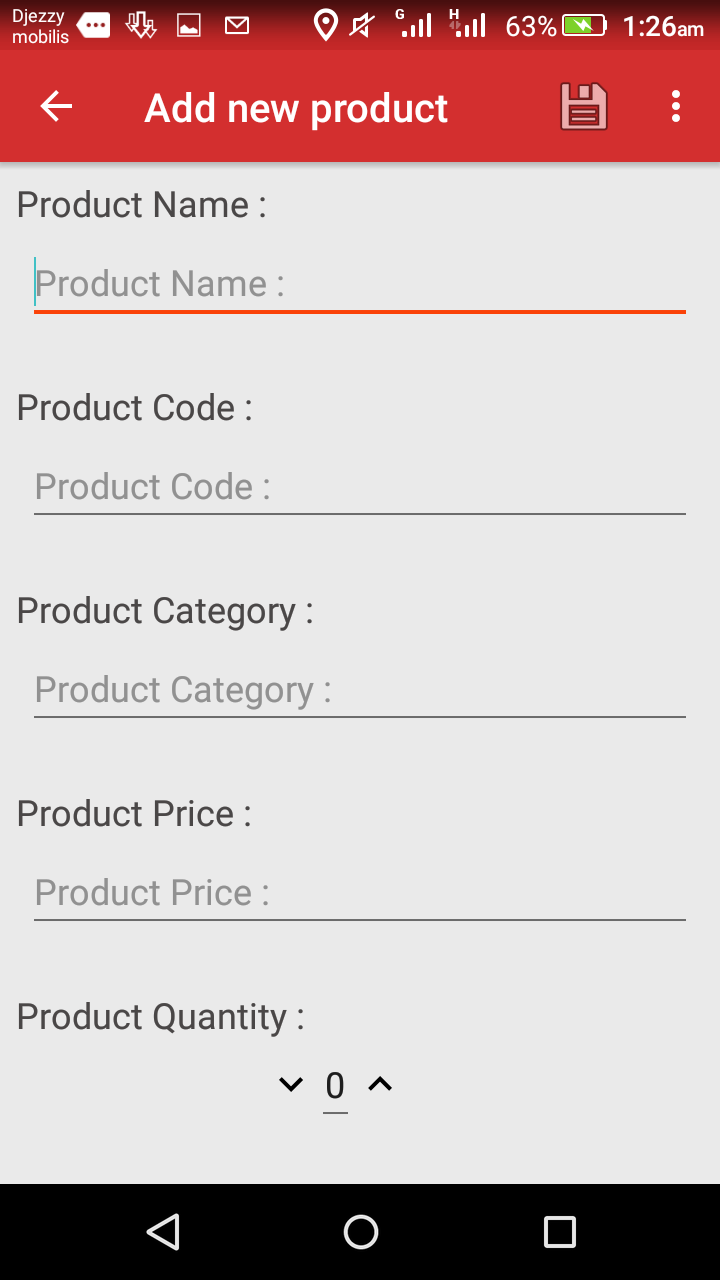 Djezzy
mobilis
G H 63% 1:26am
Add new product
Product Name :
Product Name :
Product Code :
Product Code :
Product Category :
Product Category :
Product Price :
Product Price :
Product Quantity :
0